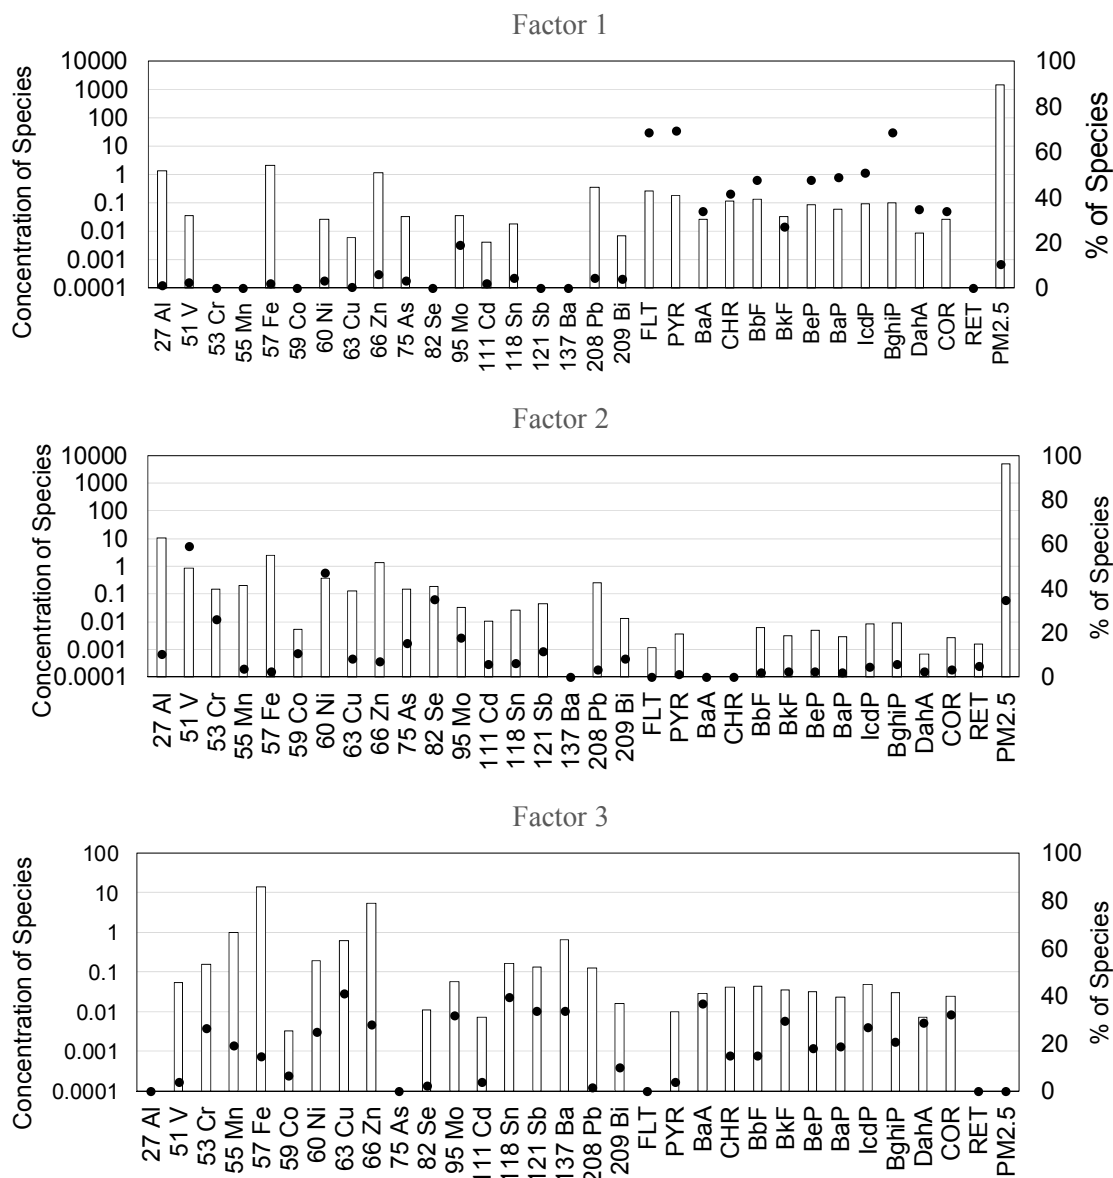 Factor 1
Concentration of Species
10000
1000
100
10
1
0.1
0.01
0.001
0.0001
100
80
60
40
20
0
% of Species
27 Al
51 V
53 Cr
55 Mn
57 Fe
59 Co
60 Ni
63 Cu
66 Zn
75 As
82 Se
95 Mo
111 Cd
118 Sn
121 Sb
137 Ba
208 Pb
209 Bi
FLT
PYR
BaA
CHR
BbF
BkF
BeP
BaP
IcdP
BghiP
DahA
COR
RET
PM2.5
Factor 2
Concentration of Species
10000
1000
100
10
1
0.1
0.01
0.001
0.0001
100
80
60
40
20
0
% of Species
27 Al
51 V
53 Cr
55 Mn
57 Fe
59 Co
60 Ni
63 Cu
66 Zn
75 As
82 Se
95 Mo
111 Cd
118 Sn
121 Sb
137 Ba
208 Pb
209 Bi
FLT
PYR
BaA
CHR
BbF
BkF
BeP
BaP
IcdP
BghiP
DahA
COR
RET
PM2.5
Factor 3
Concentration of Species
100
10
1
0.1
0.01
0.001
0.0001
100
80
60
40
20
0
% of Species
27 Al
51 V
53 Cr
55 Mn
57 Fe
59 Co
60 Ni
63 Cu
66 Zn
75 As
82 Se
95 Mo
111 Cd
118 Sn
121 Sb
137 Ba
208 Pb
209 Bi
FLT
PYR
BaA
CHR
BbF
BkF
BeP
BaP
IcdP
BghiP
DahA
COR
RET
PM2.5